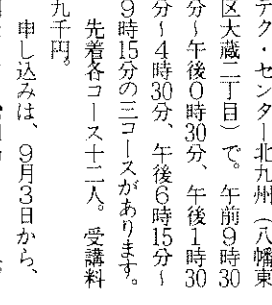 テク・センター北九州（八幡東
区大蔵二丁目）で。午前9時30
分～午後0時30分、午後1時30
分～4時30分、午後6時15分～
9時15分の三コースがあります。
先着各コース十二人。受講料
九千円。
申し込みは、9月3日から、